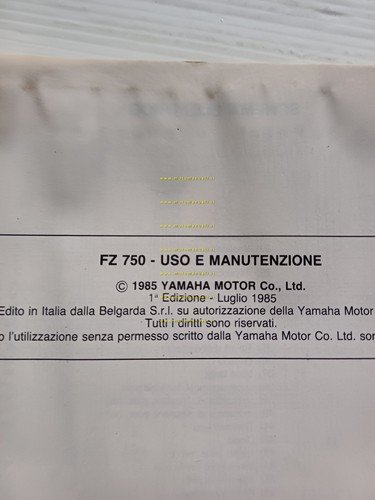 FZ 750 - USO E MANUTENZIONE
© 1985 YAMAHA MOTOR Co., Ltd.
1ª Edizione - Luglio 1985
Edito in Italia dalla Belgarda S.r.l. su autorizzazione della Yamaha Motor
Tutti i diritti sono riservati.
o l'utilizzazione senza permesso scritto dalla Yamaha Motor Co. Ltd. son